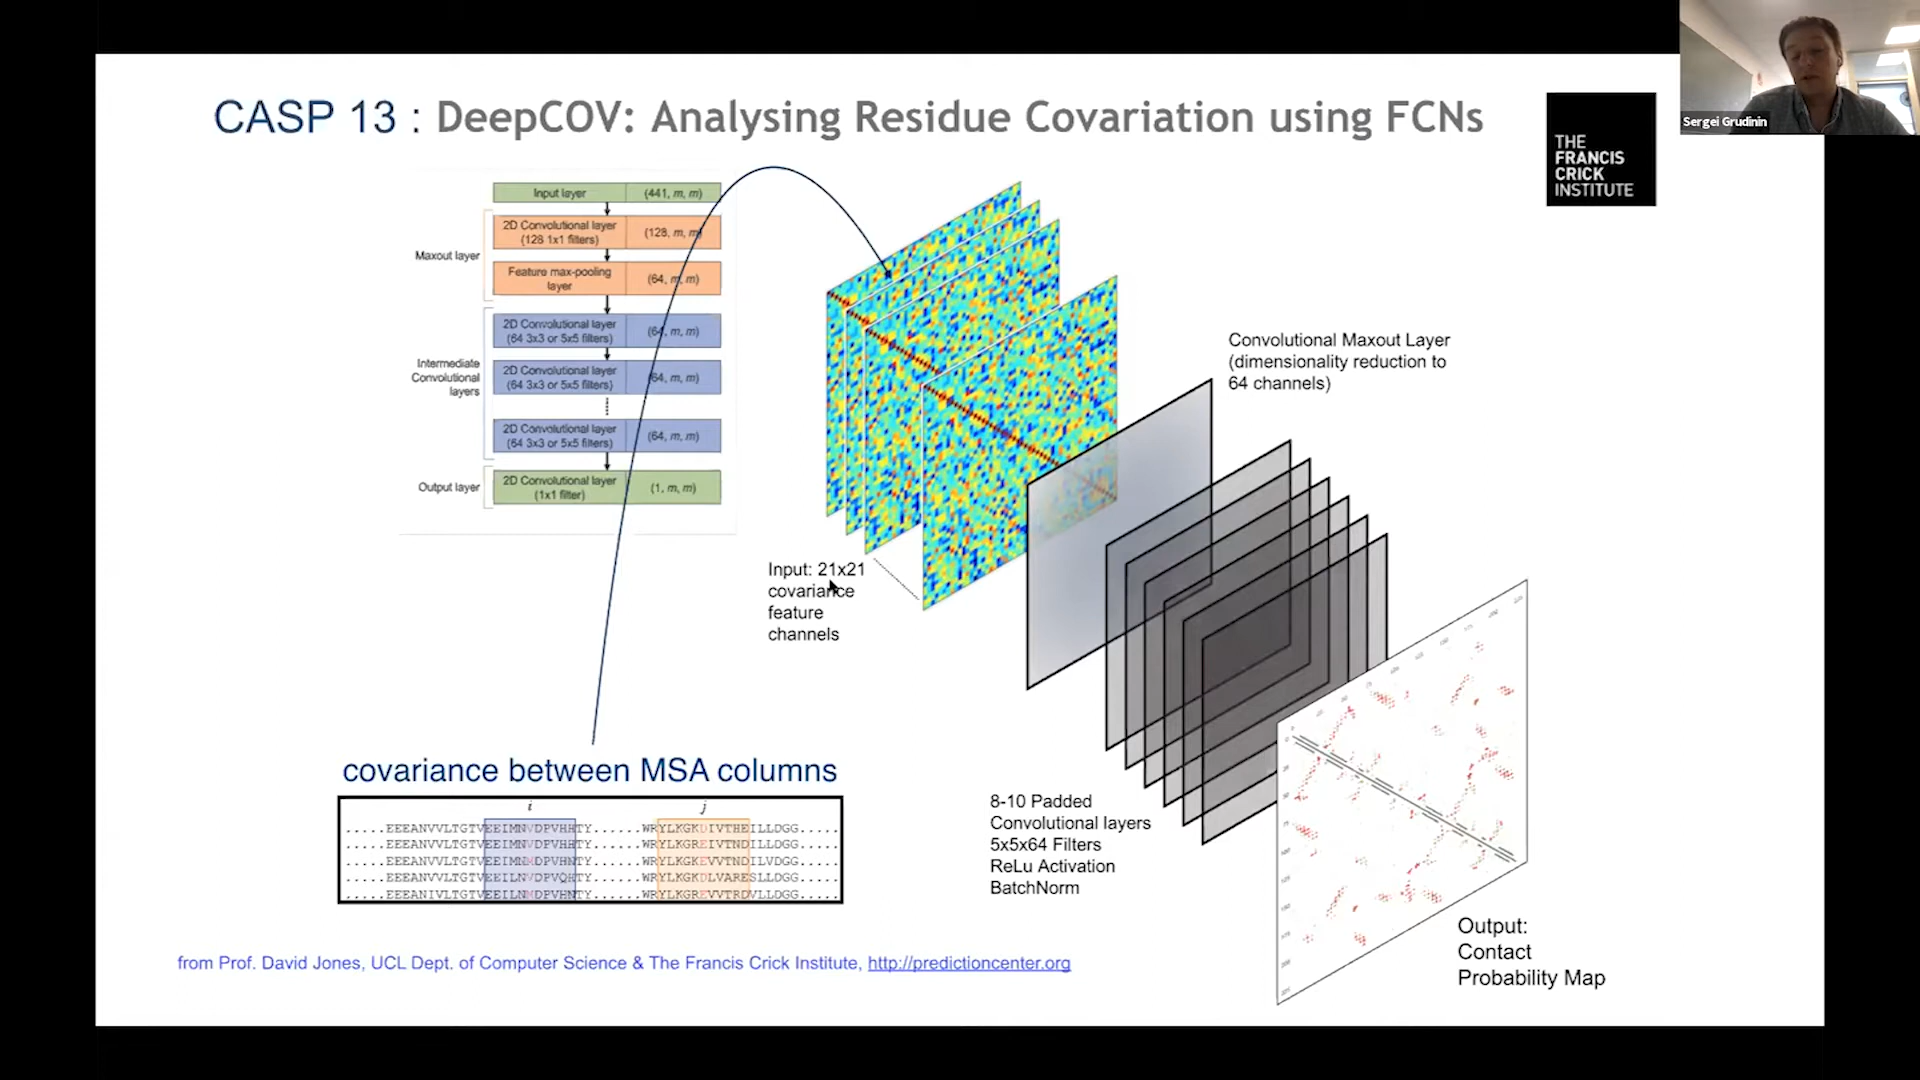 CASP 13 : DeepCOV: Analysing Residue Covariation using FCNs
THE
FRANCIS
CRICK
INSTITUTE
Sergei Grudinin
Input layer (441, m, m)
2D Convolutional layer
(128 1x1 filters) (128, m, m)
Maxout layer
Feature max-pooling
layer (64, m, m)
2D Convolutional layer
(64 3x3 or 5x5 filters) (64, m, m)
Intermediate
Convolutional
layers
2D Convolutional layer
(64 3x3 or 5x5 filters) (64, m, m)
2D Convolutional layer
(64 3x3 or 5x5 filters) (64, m, m)
Output layer
2D Convolutional layer
(1x1 filter) (1, m, m)
Convolutional Maxout Layer
(dimensionality reduction to
64 channels)
Input: 21x21
covariance
feature
channels
covariance between MSA columns
i j
.....EEEANVVLTGTVEEIMNVDPVHHTY......WRYLKGKDIVTHEILLDGG.....
.....EEEANVVLTGTVEEIMNVDPVHHTY......WRYLKGREVVTNDILLDGG.....
.....EEEANVVLTGTVEEIMNMDPVHNTY......WRYLKGKEVVTNDILVDGG.....
.....EEEANVVLTGTVEEILNVDPVQHTY......WRYLKGKDLVARESLLDGG.....
.....EEEANIVLTGTVEEILNMDPVHNTY......WRYLKGREVVTRDVLLDGG.....
8-10 Padded
Convolutional layers
5x5x64 Filters
ReLu Activation
BatchNorm
Output:
Contact
Probability Map
from Prof. David Jones, UCL Dept. of Computer Science & The Francis Crick Institute, http://predictioncenter.org